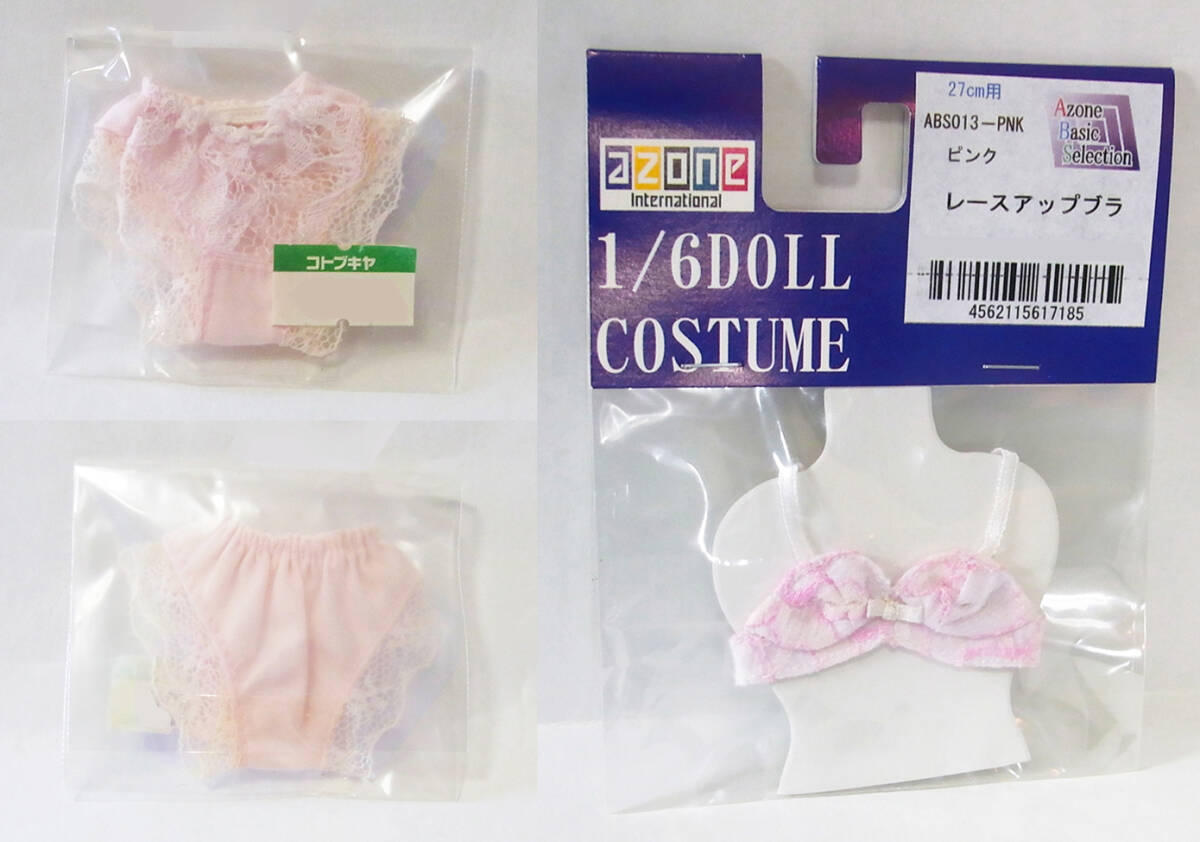 コトブキヤ
azone
International
1/6DOLL
COSTUME
27cm用
ABS013-PNK
ピンク
Azone
Basic
Selection
レースアップブラ
4562115617185